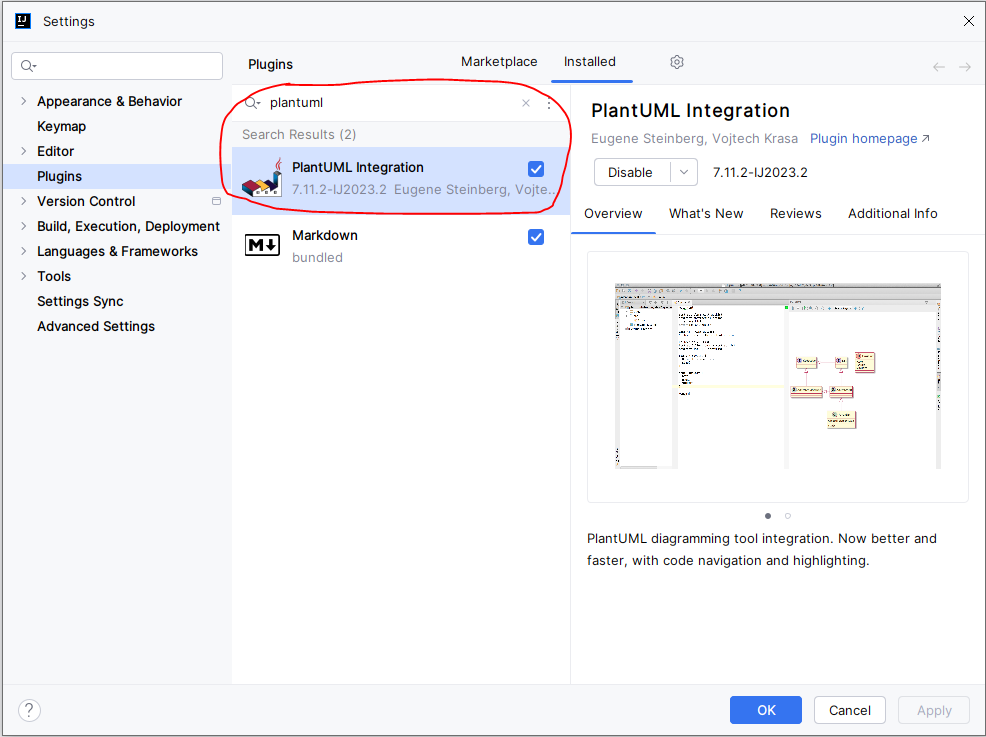 Settings
Plugins
Marketplace
Installed
Appearance & Behavior
Keymap
Editor
Plugins
Version Control
Build, Execution, Deployment
Languages & Frameworks
Tools
Settings Sync
Advanced Settings
plantuml
Search Results (2)
PlantUML Integration
7.11.2-IJ2023.2 Eugene Steinberg, Vojte...
Markdown
bundled
PlantUML Integration
Eugene Steinberg, Vojtech Krasa Plugin homepage ↗
Disable 7.11.2-IJ2023.2
Overview What's New Reviews Additional Info
PlantUML diagramming tool integration. Now better and
faster, with code navigation and highlighting.
?
OK Cancel Apply